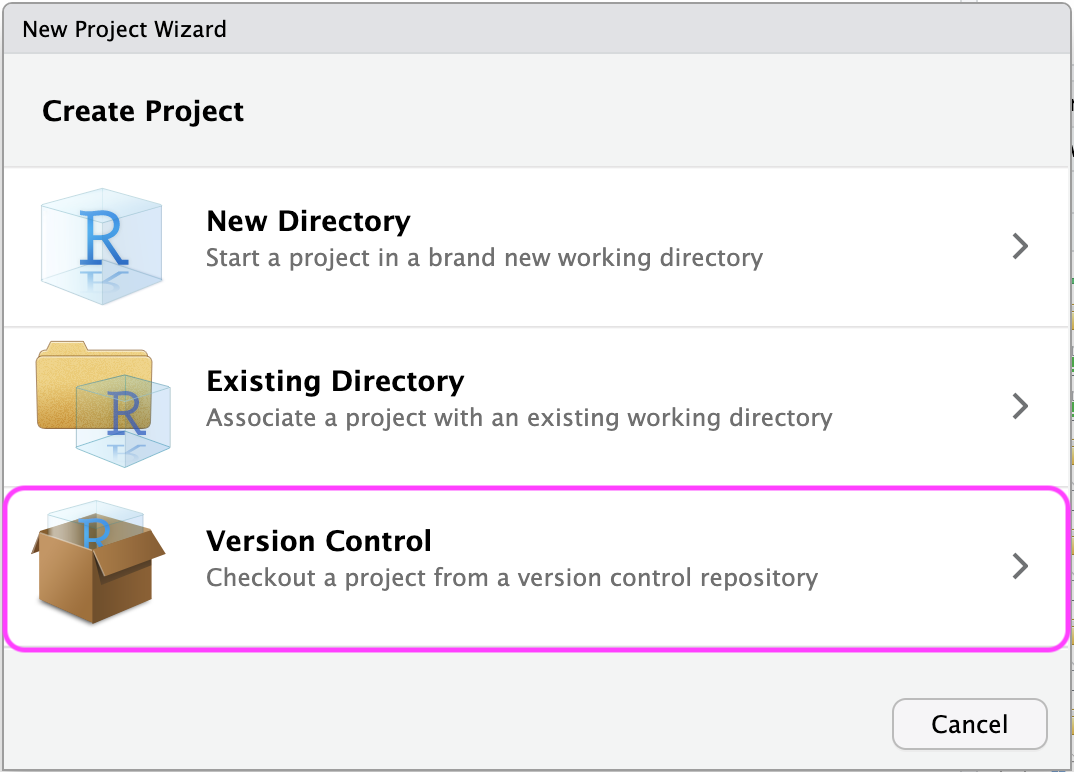 New Project Wizard
Create Project
R
New Directory
Start a project in a brand new working directory
R
Existing Directory
Associate a project with an existing working directory
R
Version Control
Checkout a project from a version control repository
Cancel